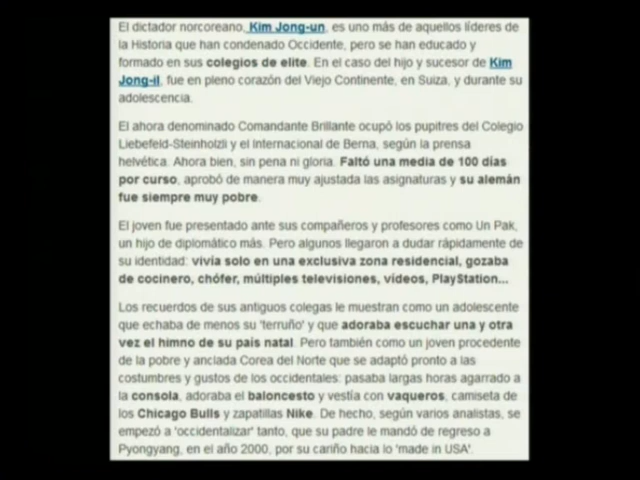 El dictador norcoreano, Kim Jong-un, es uno más de aquellos líderes de
la Historia que han condenado Occidente, pero se han educado y
formado en sus colegios de elite. En el caso del hijo y sucesor de Kim
Jong-il, fue en pleno corazón del Viejo Continente, en Suiza, y durante su
adolescencia.
El ahora denominado Comandante Brillante ocupó los pupitres del Colegio
Liebefeld-Steinholzli y el Internacional de Berna, según la prensa
helvética. Ahora bien, sin pena ni gloria. Faltó una media de 100 días
por curso, aprobó de manera muy ajustada las asignaturas y su alemán
fue siempre muy pobre.
El joven fue presentado ante sus compañeros y profesores como Un Pak,
un hijo de diplomático más. Pero algunos llegaron a dudar rápidamente de
su identidad: vivía solo en una exclusiva zona residencial, gozaba
de cocinero, chófer, múltiples televisiones, vídeos, PlayStation...
Los recuerdos de sus antiguos colegas le muestran como un adolescente
que echaba de menos su 'terruño' y que adoraba escuchar una y otra
vez el himno de su país natal. Pero también como un joven procedente
de la pobre y anclada Corea del Norte que se adaptó pronto a las
costumbres y gustos de los occidentales: pasaba largas horas agarrado a
la consola, adoraba el baloncesto y vestía con vaqueros, camiseta de
los Chicago Bulls y zapatillas Nike. De hecho, según varios analistas, se
empezó a 'occidentalizar' tanto, que su padre le mandó de regreso a
Pyongyang, en el año 2000, por su cariño hacia lo 'made in USA'.